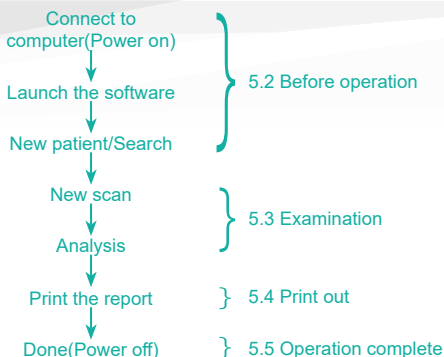 Connect to
computer(Power on)
Launch the software
New patient/Search
5.2 Before operation
New scan
Analysis
5.3 Examination
Print the report
5.4 Print out
Done(Power off)
5.5 Operation complete